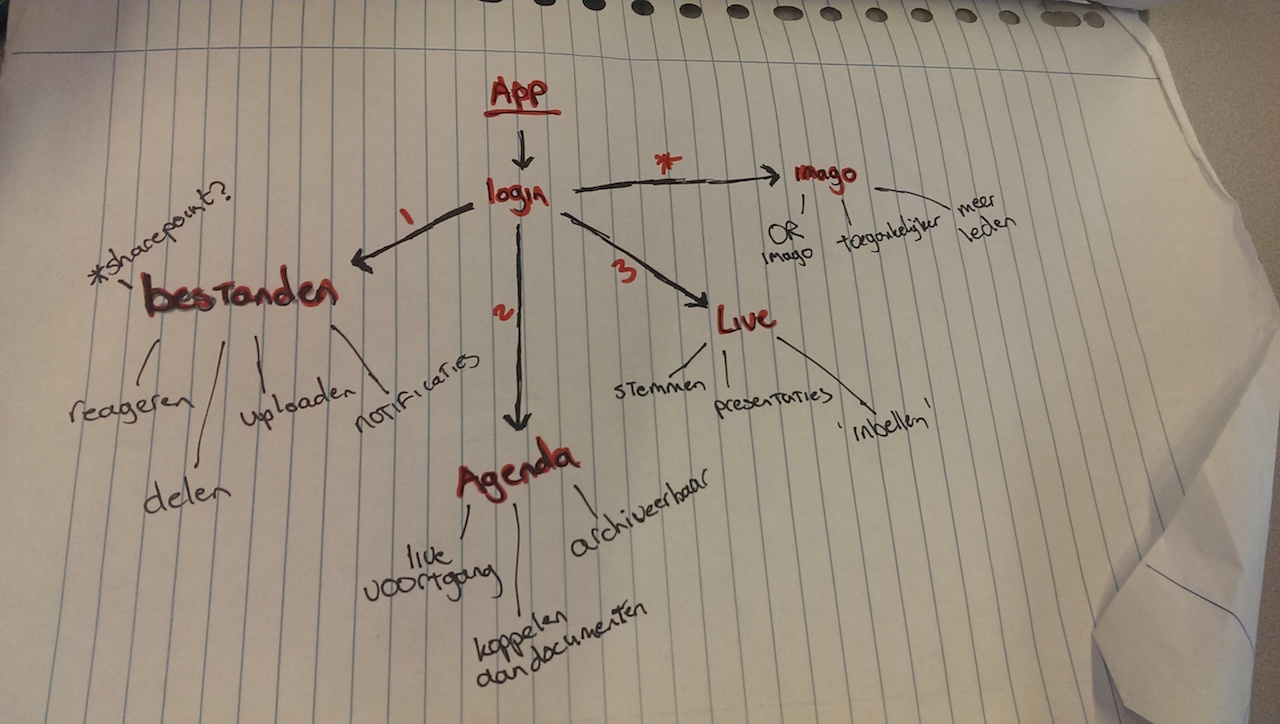 App
login
*
imago
OR
imago
toegankelijker
meer
leden
1
*sharepoint?
bestanden
reageren
delen
uploaden
notificaties
2
Agenda
live
voortgang
koppelen
aan documenten
archiveerbaar
3
Live
stemmen
presentaties
'inbellen'